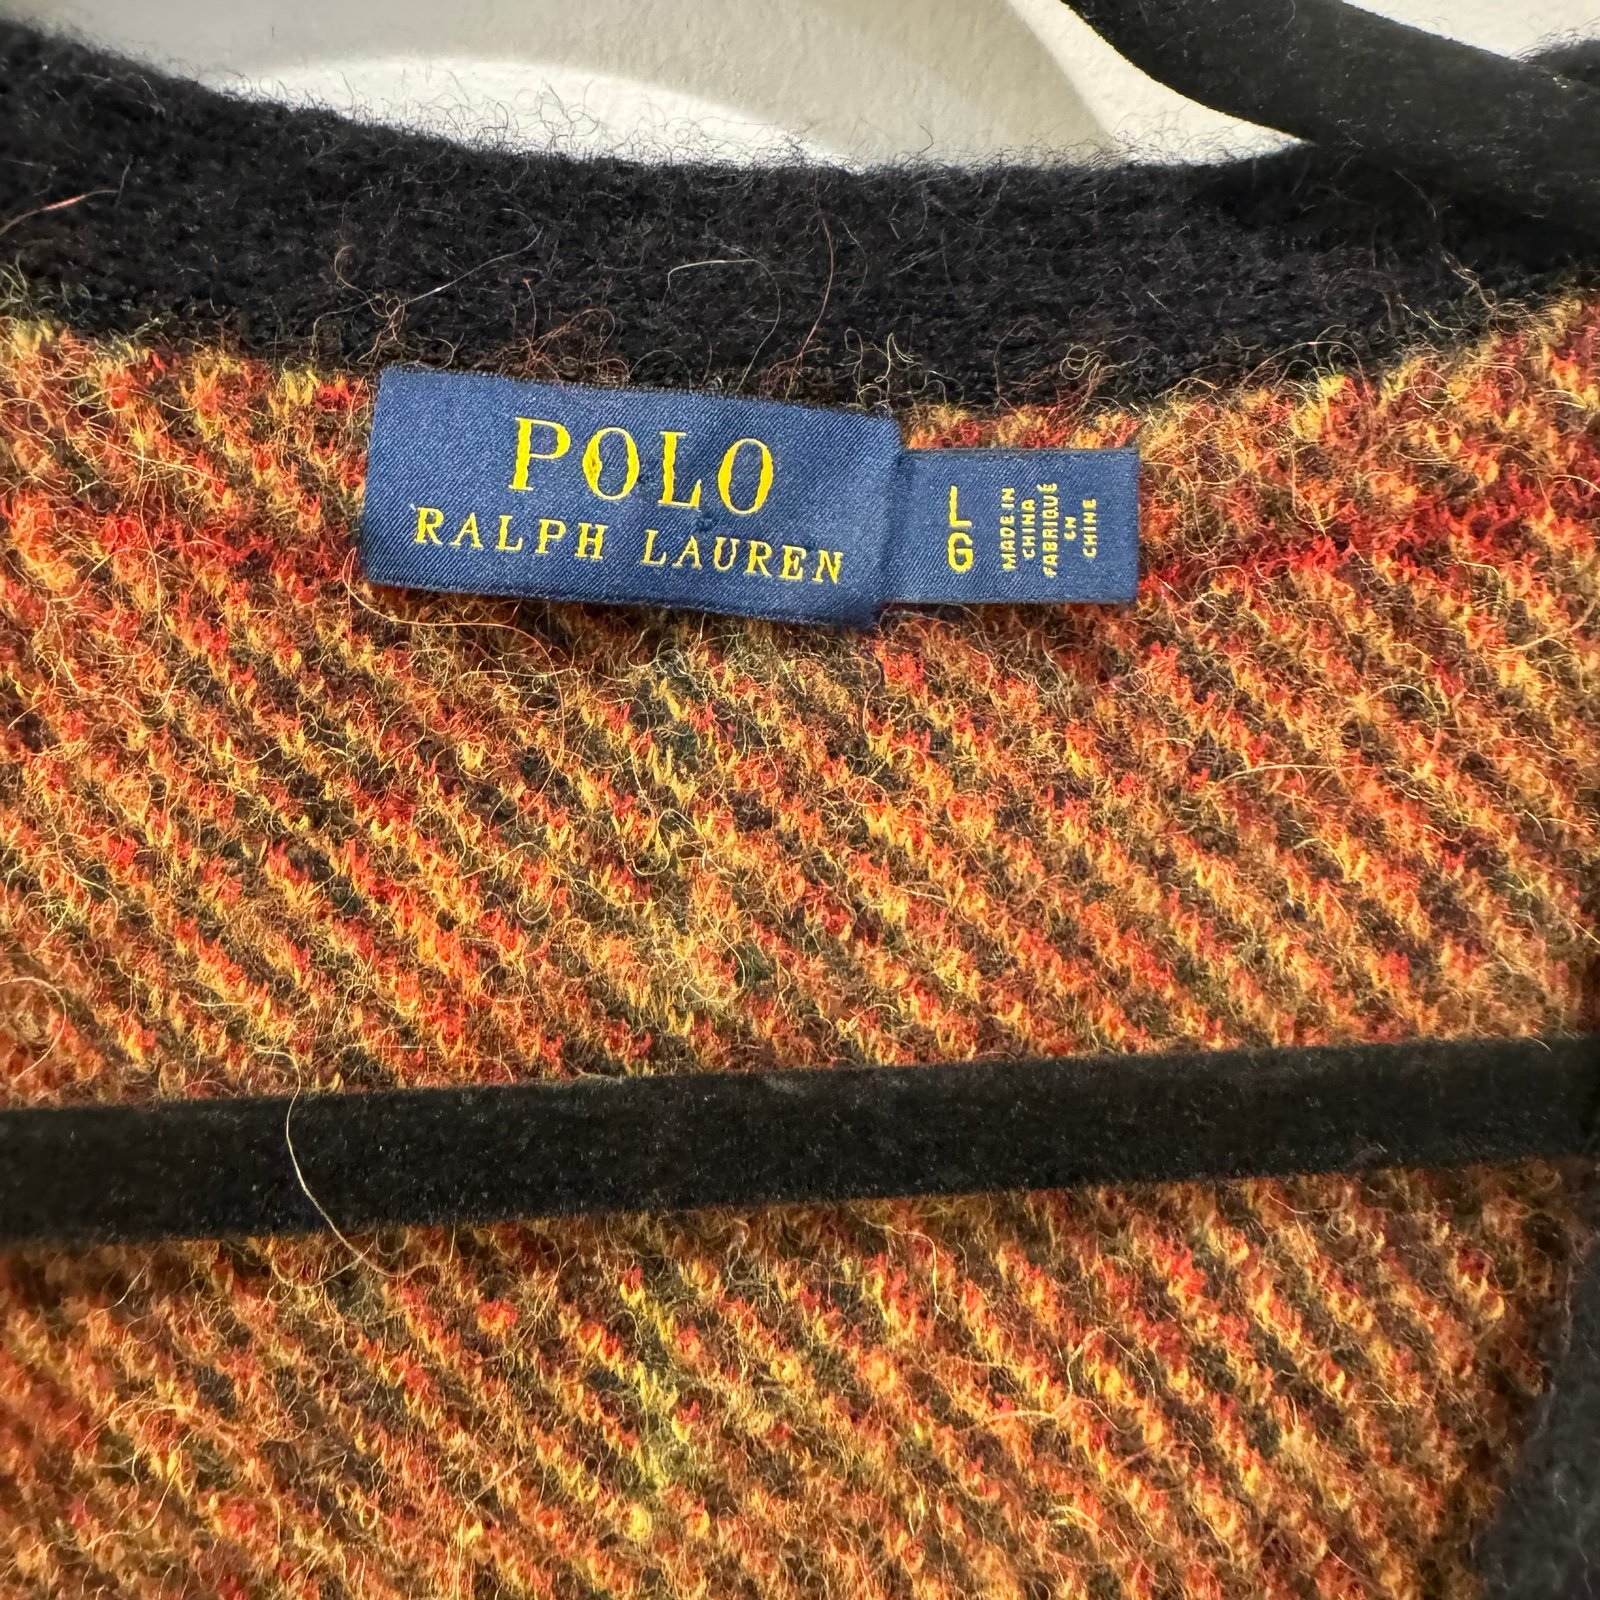 POLO
RALPH LAUREN
L
G
MADE IN
CHINA
FABRIQUÉ
EN
CHINE